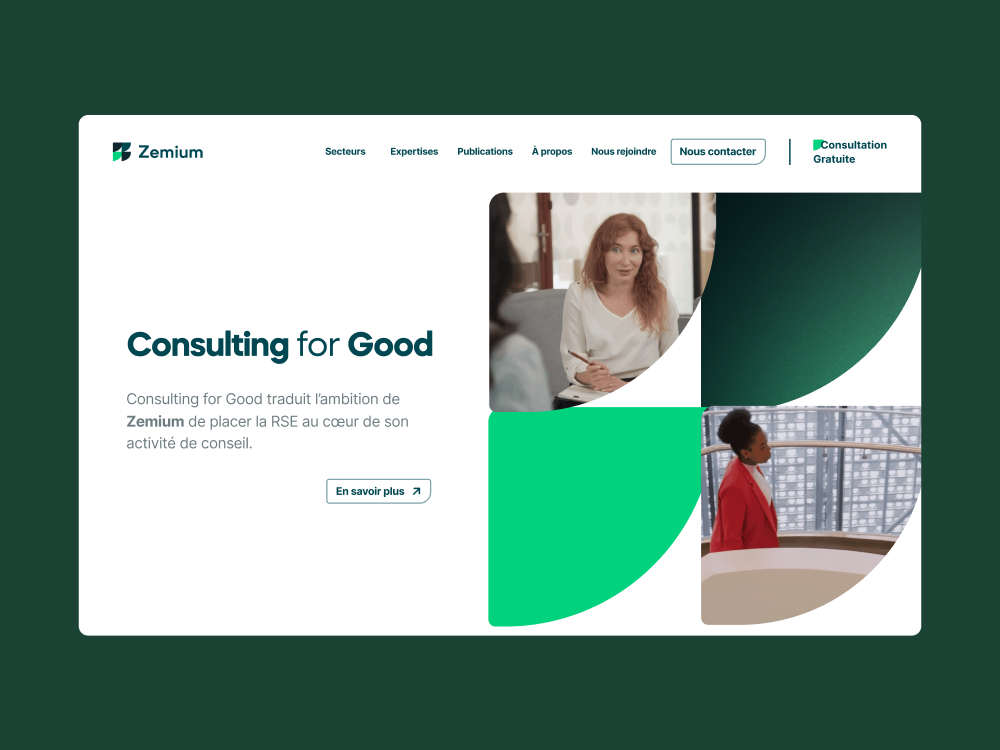 Zemium
Secteurs Expertises Publications À propos Nous rejoindre Nous contacter
Consultation
Gratuite
Consulting for Good
Consulting for Good traduit l'ambition de
Zemium de placer la RSE au cœur de son
activité de conseil.
En savoir plus